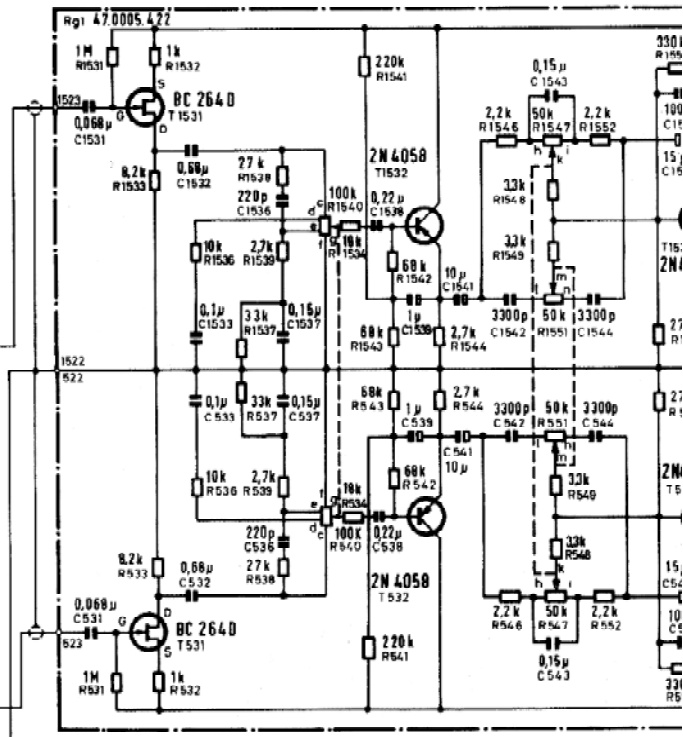 Rg1 47.0005.422
1M
R1531
1k
R1532
220k
R1541
0,15µ
C1543
330k
1523
0,068µ
C1531
G
S
D
BC 264D
T1531
2,2k
R1546
50k
R1547
2,2k
R1552
h
k
i
8,2k
R1533
0,68µ
C1532
27k
R1538
220p
C1536
2N4058
T1532
100k
R1540
0,22µ
C1538
c
d
e
f
g
18k
R1534
3,3k
R1548
10k
R1536
2,7k
R1539
68k
R1542
10µ
C1541
3,3k
R1549
l
m
n
0,1µ
C1533
33k
R1537
0,15µ
C1537
1µ
C1539
68k
R1543
2,7k
R1544
3300p
C1542
50k
R1551
3300p
C1544
1522
522
0,1µ
C533
33k
R537
0,15µ
C537
68k
R543
1µ
C539
2,7k
R544
3300p
C542
50k
R551
3300p
C544
l
n
m
C541
10µ
10k
R536
2,7k
R539
68k
R542
f
e
d
c
g
18k
R534
100k
R540
0,22µ
C538
3,3k
R549
3,3k
R548
8,2k
R533
0,68µ
C532
220p
C536
27k
R538
2N 4058
T532
h
k
i
2,2k
R546
50k
R547
2,2k
R552
0,15µ
C543
0,068µ
C531
523
G
D
S
BC 264D
T531
1M
R531
1k
R532
220k
R541